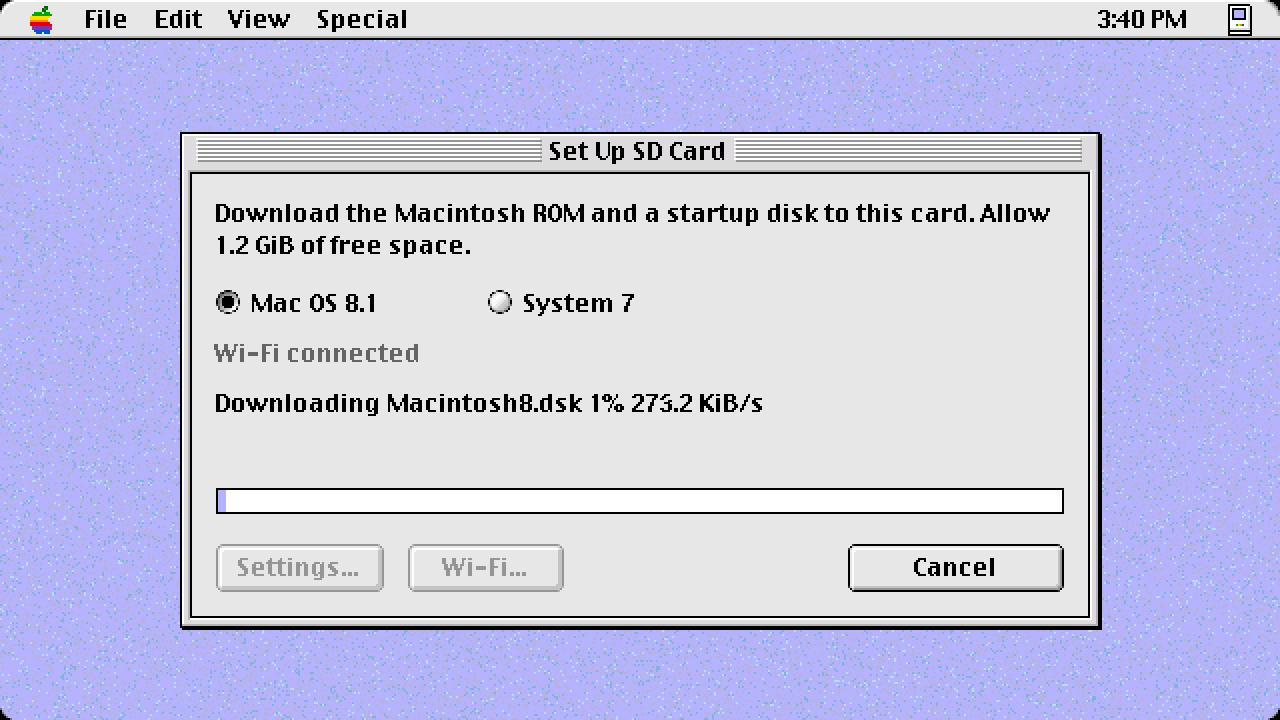 File Edit View Special 3:40 PM
Set Up SD Card
Download the Macintosh ROM and a startup disk to this card. Allow
1.2 GiB of free space.
Mac OS 8.1 System 7
Wi-Fi connected
Downloading Macintosh8.dsk 1% 273.2 KiB/s
Settings... Wi-Fi... Cancel